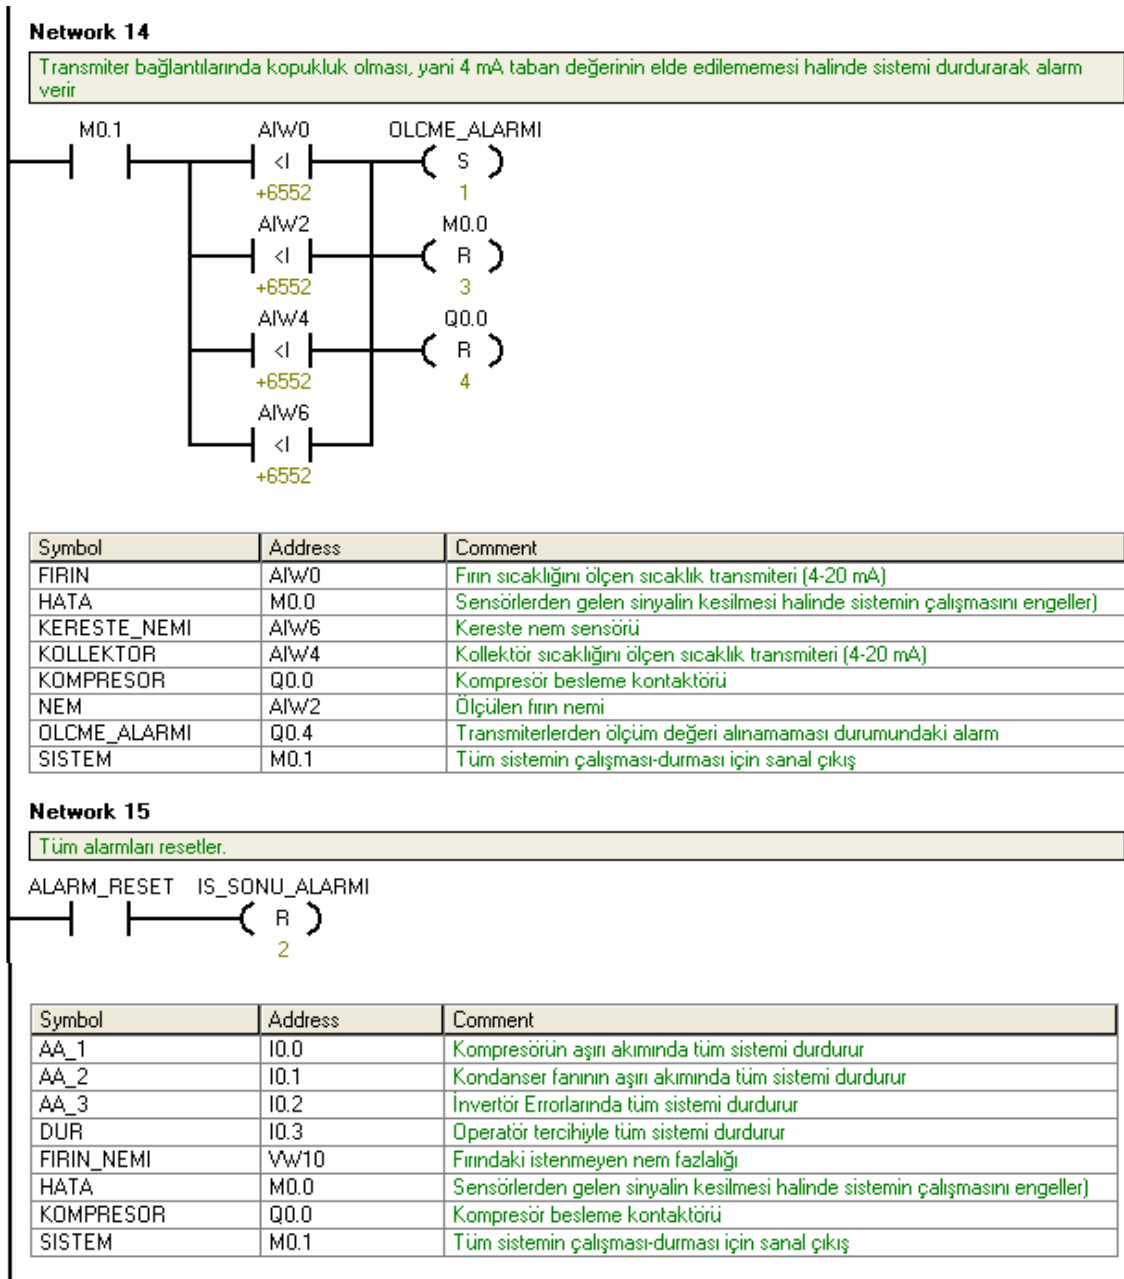 Network 14
Transmiter bağlantılarında kopukluk olması, yani 4 mA taban değerinin elde edilememesi halinde sistemi durdurarak alarm
verir
M0.1 AIW0 OLCME_ALARMI
<I S
+6552 1
AIW2 M0.0
<I R
+6552 3
AIW4 Q0.0
<I R
+6552 4
AIW6
<I
+6552
Symbol Address Comment
FIRIN AIW0 Fırın sıcaklığını ölçen sıcaklık transmiteri (4-20 mA)
HATA M0.0 Sensörlerden gelen sinyalin kesilmesi halinde sistemin çalışmasını engeller)
KERESTE_NEMI AIW6 Kereste nem sensörü
KOLLEKTOR AIW4 Kollektör sıcaklığını ölçen sıcaklık transmiteri (4-20 mA)
KOMPRESOR Q0.0 Kompresör besleme kontaktörü
NEM AIW2 Ölçülen fırın nemi
OLCME_ALARMI Q0.4 Transmiterlerden ölçüm değeri alınamaması durumundaki alarm
SISTEM M0.1 Tüm sistemin çalışması-durması için sanal çıkış
Network 15
Tüm alarmları resetler.
ALARM_RESET IS_SONU_ALARMI
R
2
Symbol Address Comment
AA_1 I0.0 Kompresörün aşırı akımında tüm sistemi durdurur
AA_2 I0.1 Kondanser fanının aşırı akımında tüm sistemi durdurur
AA_3 I0.2 İnvertör Errorlarında tüm sistemi durdurur
DUR I0.3 Operatör tercihiyle tüm sistemi durdurur
FIRIN_NEMI VW10 Fırındaki istenmeyen nem fazlalığı
HATA M0.0 Sensörlerden gelen sinyalin kesilmesi halinde sistemin çalışmasını engeller)
KOMPRESOR Q0.0 Kompresör besleme kontaktörü
SISTEM M0.1 Tüm sistemin çalışması-durması için sanal çıkış